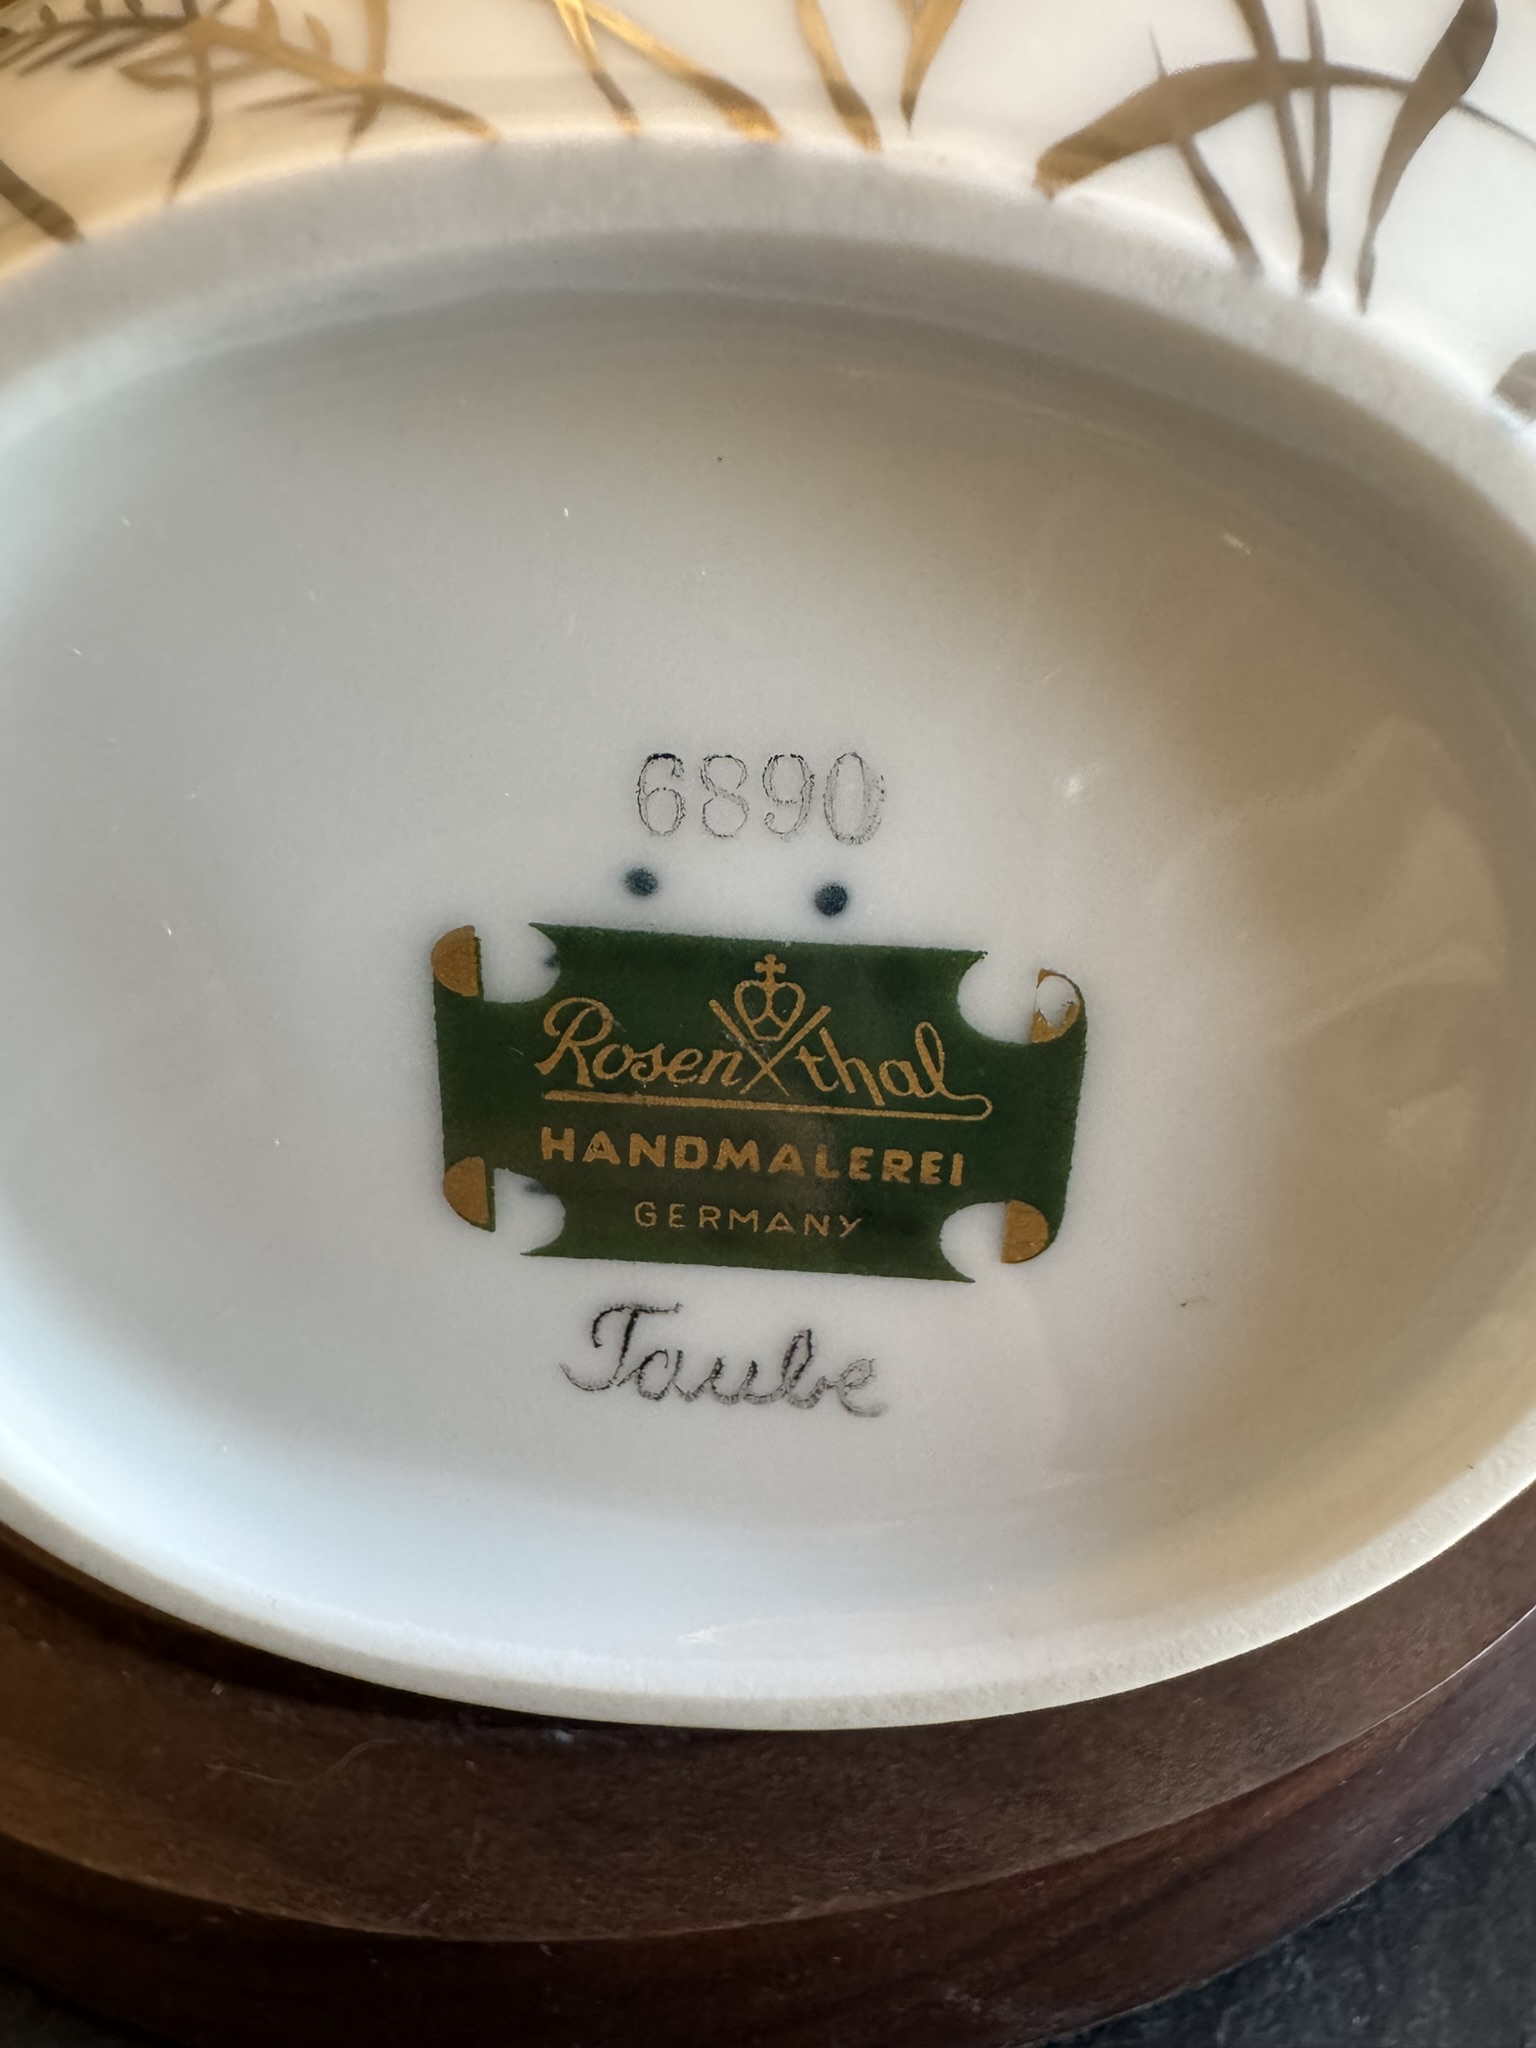 6890
Rosenthal
HANDMALEREI
GERMANY
Taube